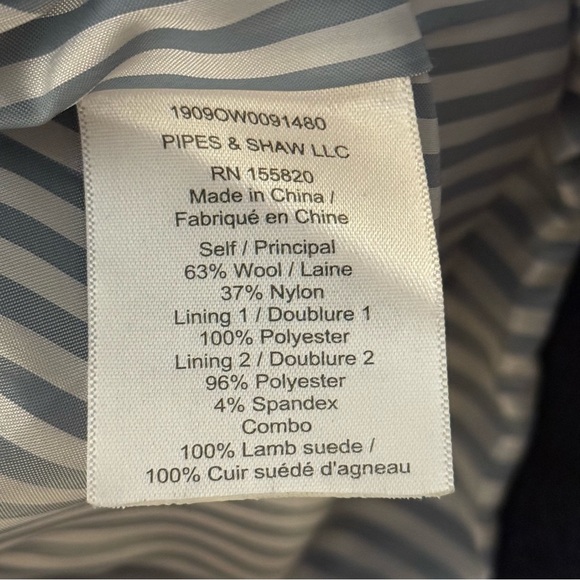 1909OW0091480
PIPES & SHAW LLC
RN 155820
Made in China /
Fabriqué en Chine
Self / Principal
63% Wool / Laine
37% Nylon
Lining 1 / Doublure 1
100% Polyester
Lining 2 / Doublure 2
96% Polyester
4% Spandex
Combo
100% Lamb suede /
100% Cuir suédé d'agneau